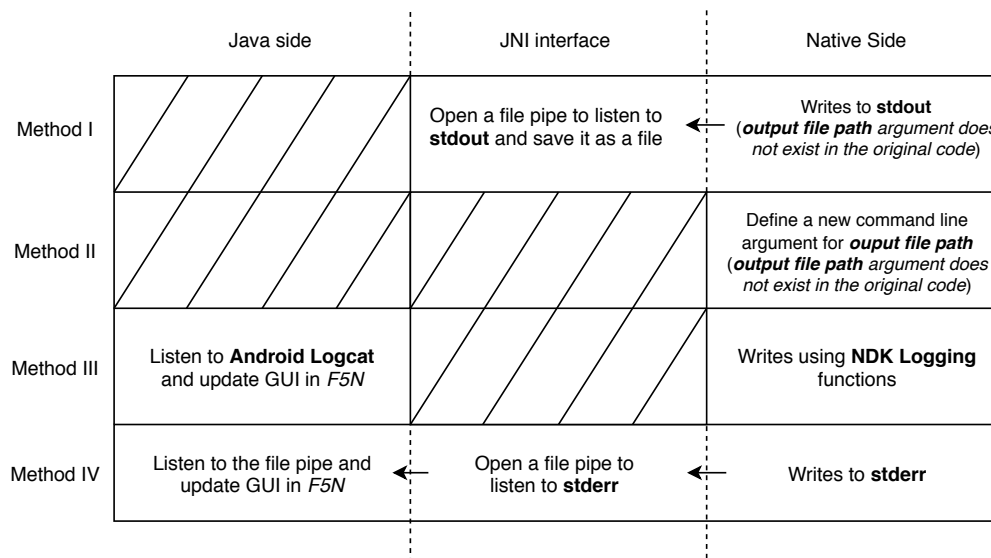 Java side
JNI interface
Native Side
Method I
Open a file pipe to listen to
stdout and save it as a file
Writes to stdout
(output file path argument does
not exist in the original code)
Method II
Define a new command line
argument for ouput file path
(output file path argument does
not exist in the original code)
Method III
Listen to Android Logcat
and update GUI in F5N
Writes using NDK Logging
functions
Method IV
Listen to the file pipe and
update GUI in F5N
Open a file pipe to
listen to stderr
Writes to stderr